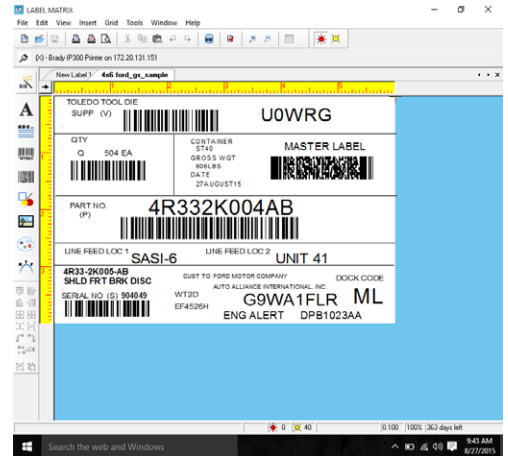 LABEL MATRIX
File Edit View Insert Grid Tools Window Help
(X) - Brady IP300 Printer on 172.20.131.151
New Label 1 4x6 ford_gs_sample
TOLEDO TOOL DIE
SUPP (V)
U0WRG
QTY
Q 504 EA
CONTAINER
ST40
GROSS WGT
606LBS
DATE
27AUGUST15
MASTER LABEL
PART NO.
(P)
4R332K004AB
LINE FEED LOC 1
SASI-6
LINE FEED LOC 2
UNIT 41
4R33-2K005-AB
SHLD FRT BRK DISC
CUST TO FORD MOTOR COMPANY
AUTO ALLIANCE INTERNATIONAL. INC.
DOCK CODE
SERIAL NO (S) 904049
WT2D
EF4526H
G9WA1FLR
ML
ENG ALERT DPB1023AA
0 40 0.100 100% 363 days left
Search the web and Windows
9:43 AM
8/27/2015